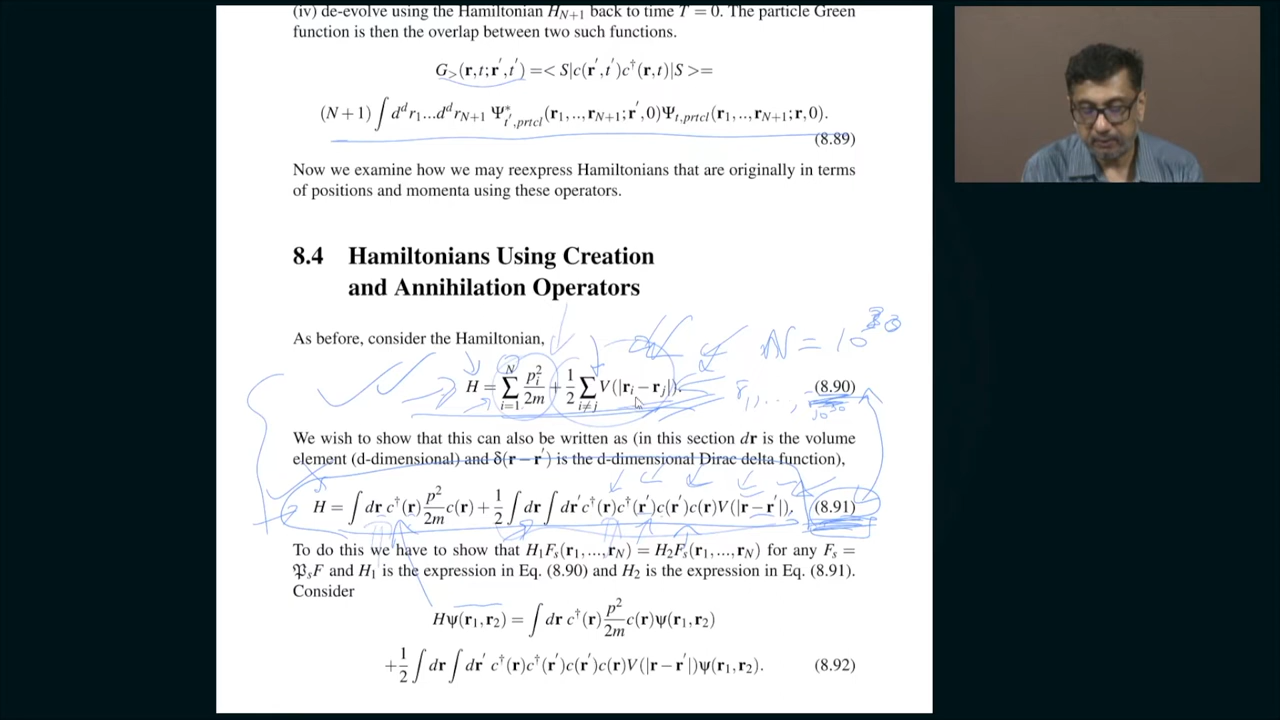 (iv) de-evolve using the Hamiltonian H_{N+1} back to time T = 0. The particle Green
function is then the overlap between two such functions.
G_>(r,t;r′,t′) =< S|c(r′,t′)c†(r,t)|S >=
(N+1) ∫ d^d r_1...d^d r_{N+1} Ψ*_{t′,prtcl}(r_1,..,r_{N+1};r′,0)Ψ_{t,prtcl}(r_1,..,r_{N+1};r,0).
(8.89)
Now we examine how we may reexpress Hamiltonians that are originally in terms
of positions and momenta using these operators.
8.4 Hamiltonians Using Creation
and Annihilation Operators
As before, consider the Hamiltonian,
N = 10
H = ∑_{i=1}^{N} p_i^2/2m + 1/2 ∑_{i≠j} V(|r_i − r_j|). (8.90)
We wish to show that this can also be written as (in this section dr is the volume
element (d-dimensional) and δ(r − r′) is the d-dimensional Dirac delta function),
H = ∫ dr c†(r) p^2/2m c(r) + 1/2 ∫ dr ∫ dr′ c†(r)c†(r′)c(r′)c(r)V(|r − r′|), (8.91)
To do this we have to show that H_1F_s(r_1,...,r_N) = H_2F_s(r_1,...,r_N) for any F_s =
𝔓_sF and H_1 is the expression in Eq. (8.90) and H_2 is the expression in Eq. (8.91).
Consider
Hψ(r_1,r_2) = ∫ dr c†(r) p^2/2m c(r)ψ(r_1,r_2)
+ 1/2 ∫ dr ∫ dr′ c†(r)c†(r′)c(r′)c(r)V(|r − r′|)ψ(r_1,r_2). (8.92)